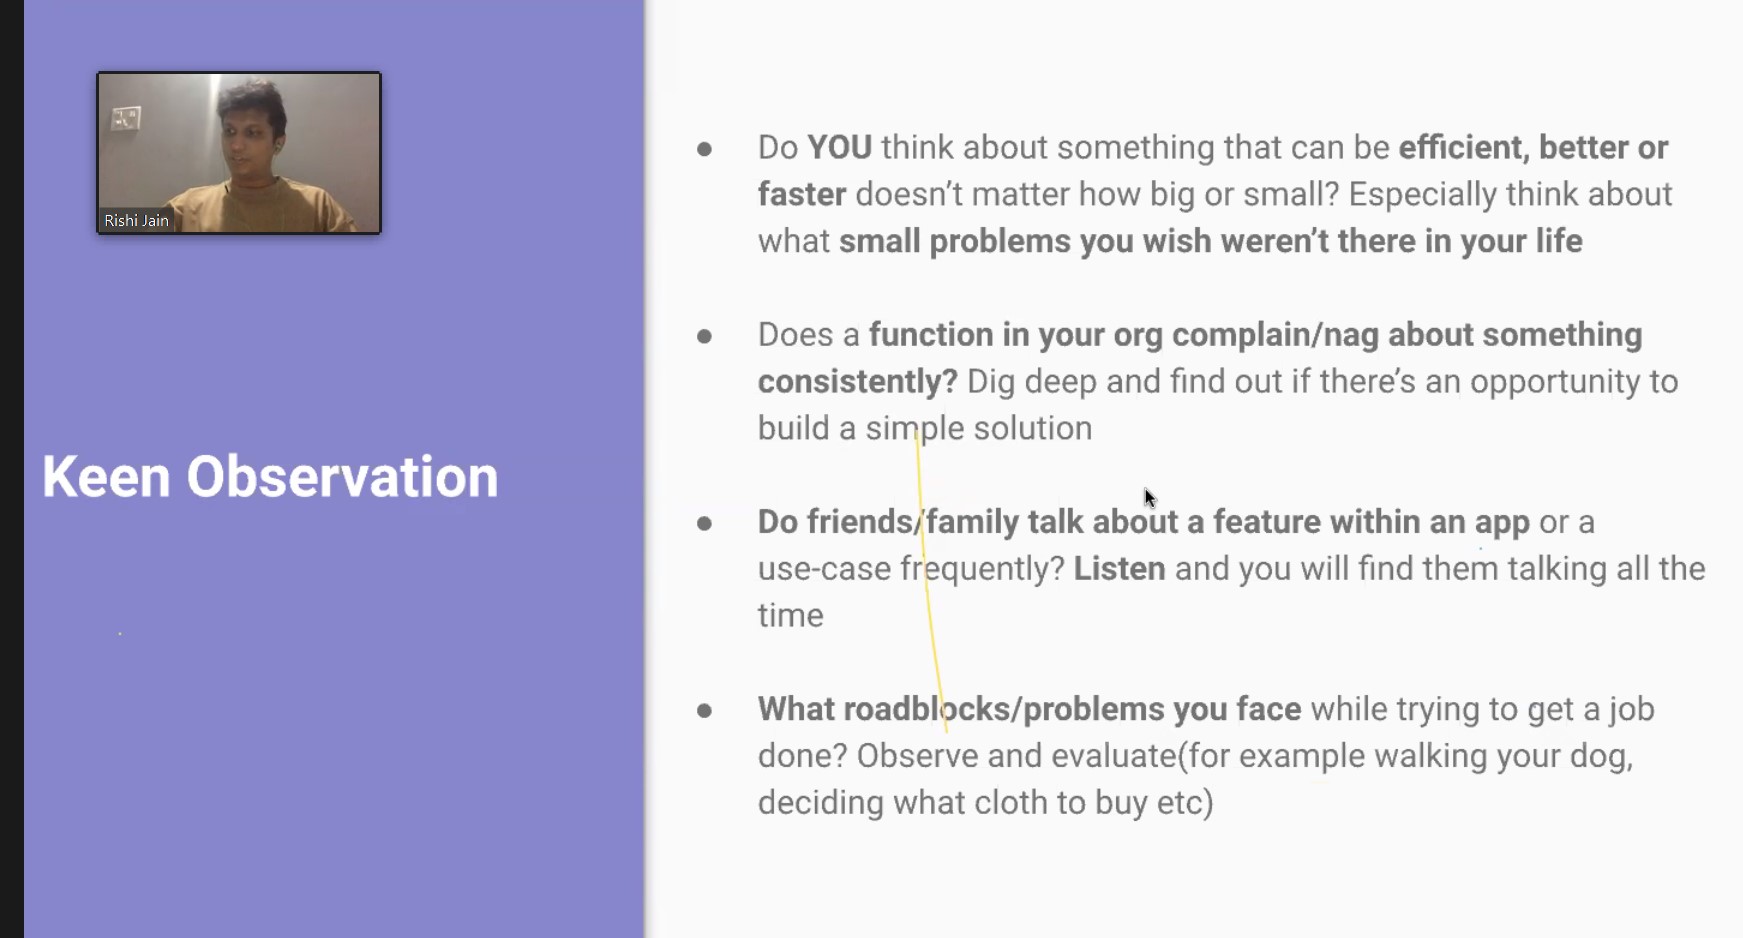 Rishi Jain
Keen Observation
Do YOU think about something that can be efficient, better or
faster doesn’t matter how big or small? Especially think about
what small problems you wish weren’t there in your life
Does a function in your org complain/nag about something
consistently? Dig deep and find out if there’s an opportunity to
build a simple solution
Do friends/family talk about a feature within an app or a
use-case frequently? Listen and you will find them talking all the
time
What roadblocks/problems you face while trying to get a job
done? Observe and evaluate(for example walking your dog,
deciding what cloth to buy etc)